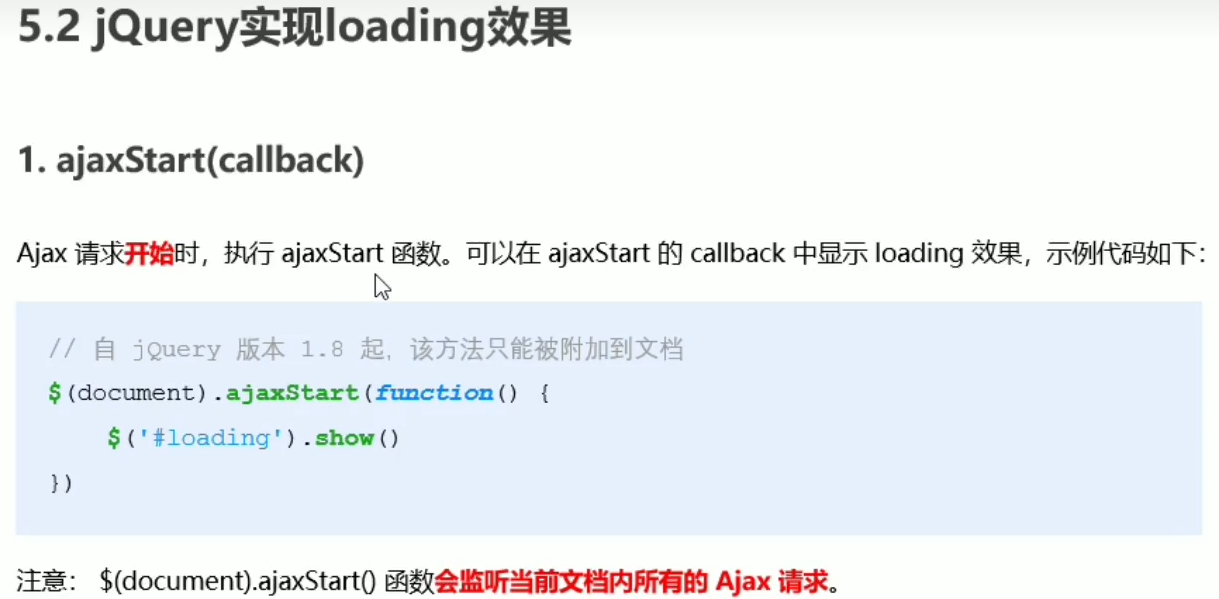 5.2 jQuery实现loading效果
1. ajaxStart(callback)
Ajax 请求开始时，执行 ajaxStart 函数。可以在 ajaxStart 的 callback 中显示 loading 效果，示例代码如下：
// 自 jQuery 版本 1.8 起，该方法只能被附加到文档
$(document).ajaxStart(function() {
    $('#loading').show()
})
注意： $(document).ajaxStart() 函数会监听当前文档内所有的 Ajax 请求。